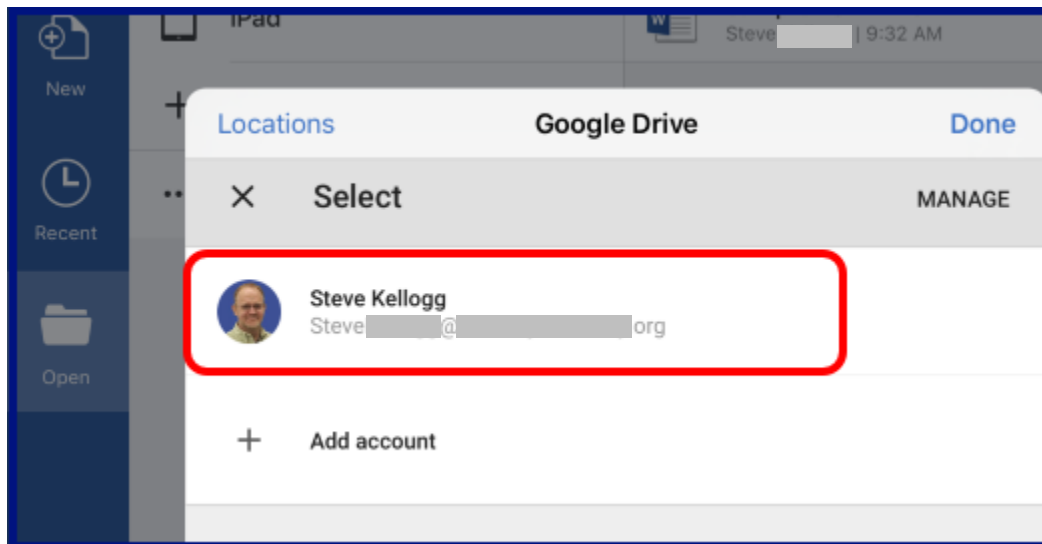 iPad
Steve | 9:32 AM
New
Locations
Google Drive
Done
Select
MANAGE
Recent
Steve Kellogg
Steve @ org
Open
Add account